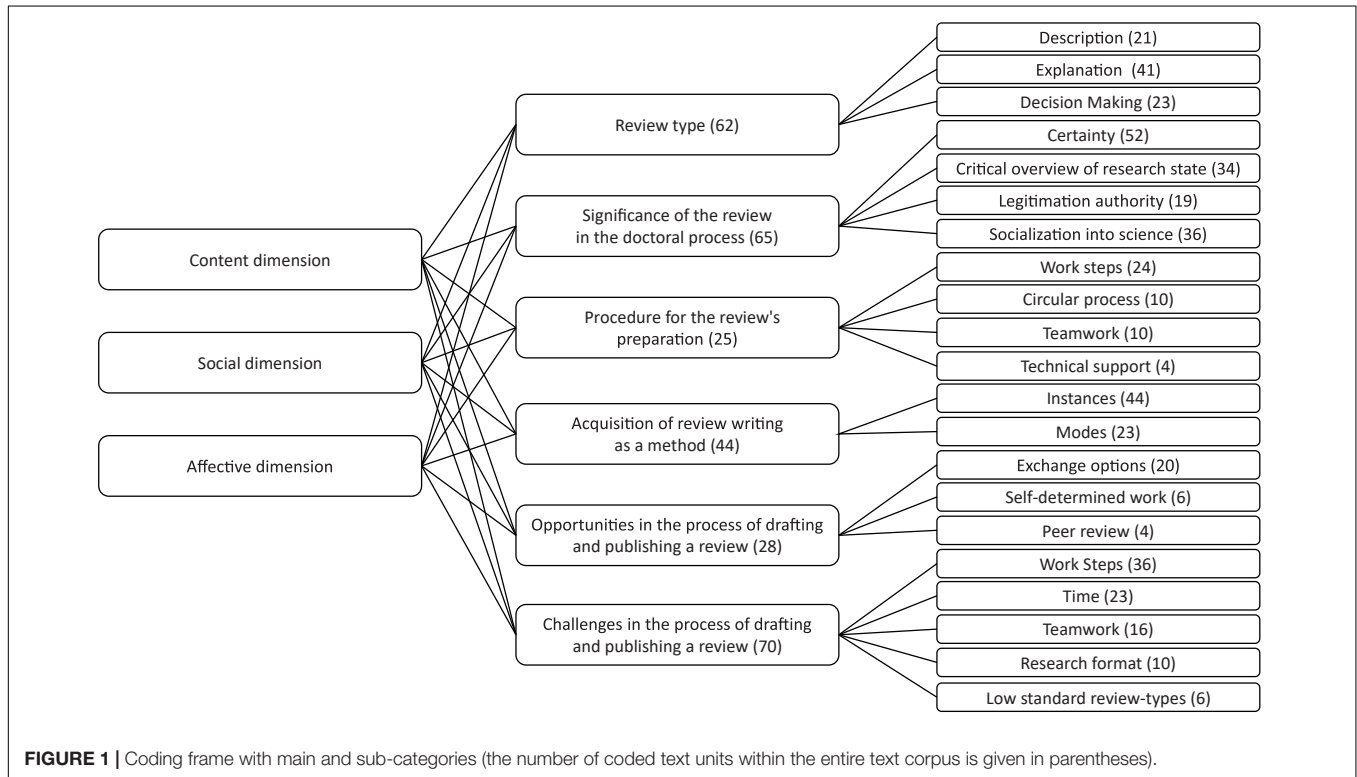 Content dimension
Social dimension
Affective dimension
Review type (62)
Significance of the review
in the doctoral process (65)
Procedure for the review's
preparation (25)
Acquisition of review writing
as a method (44)
Opportunities in the process of drafting
and publishing a review (28)
Challenges in the process of drafting
and publishing a review (70)
Description (21)
Explanation (41)
Decision Making (23)
Certainty (52)
Critical overview of research state (34)
Legitimation authority (19)
Socialization into science (36)
Work steps (24)
Circular process (10)
Teamwork (10)
Technical support (4)
Instances (44)
Modes (23)
Exchange options (20)
Self-determined work (6)
Peer review (4)
Work Steps (36)
Time (23)
Teamwork (16)
Research format (10)
Low standard review-types (6)
FIGURE 1 | Coding frame with main and sub-categories (the number of coded text units within the entire text corpus is given in parentheses).